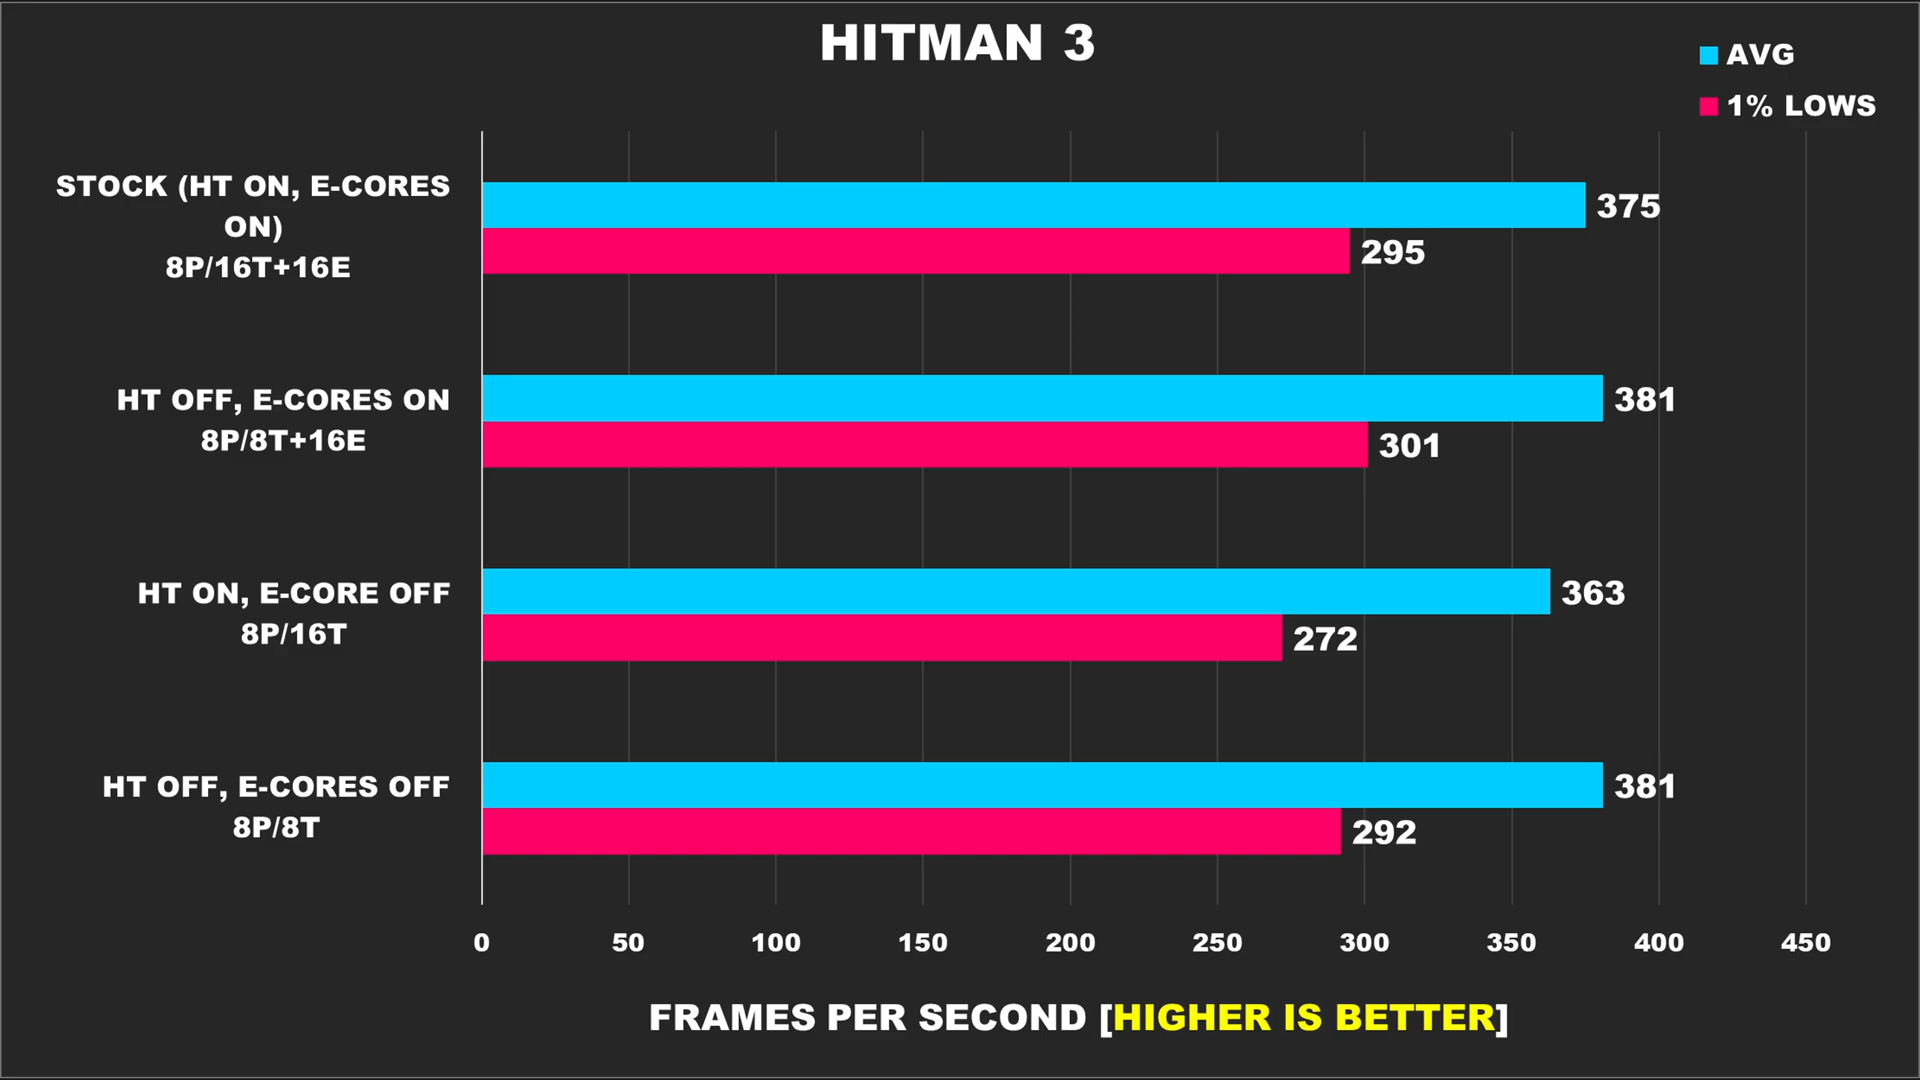 HITMAN 3
AVG
1% LOWS
STOCK (HT ON, E-CORES
ON)
8P/16T+16E
375
295
HT OFF, E-CORES ON
8P/8T+16E
381
301
HT ON, E-CORE OFF
8P/16T
363
272
HT OFF, E-CORES OFF
8P/8T
381
292
0 50 100 150 200 250 300 350 400 450
FRAMES PER SECOND [HIGHER IS BETTER]